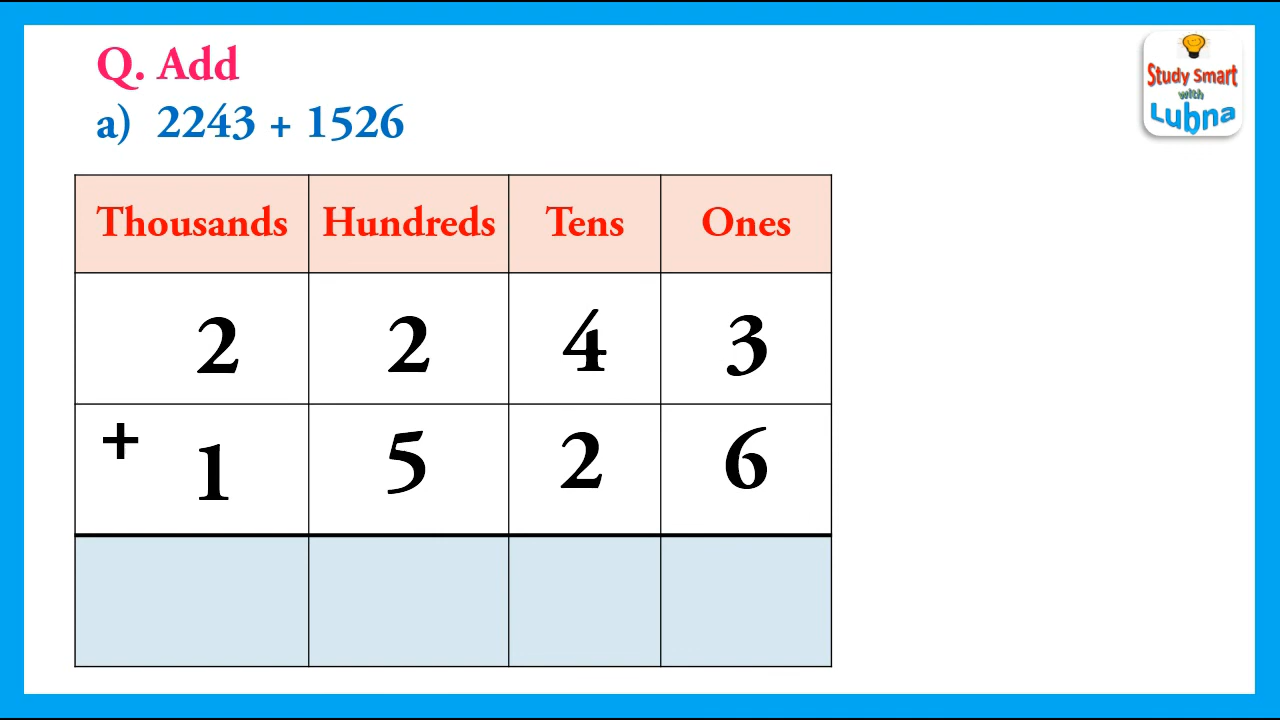 Q. Add
a) 2243 + 1526
Study Smart
with
Lubna
Thousands Hundreds Tens Ones
2 2 4 3
+ 1 5 2 6